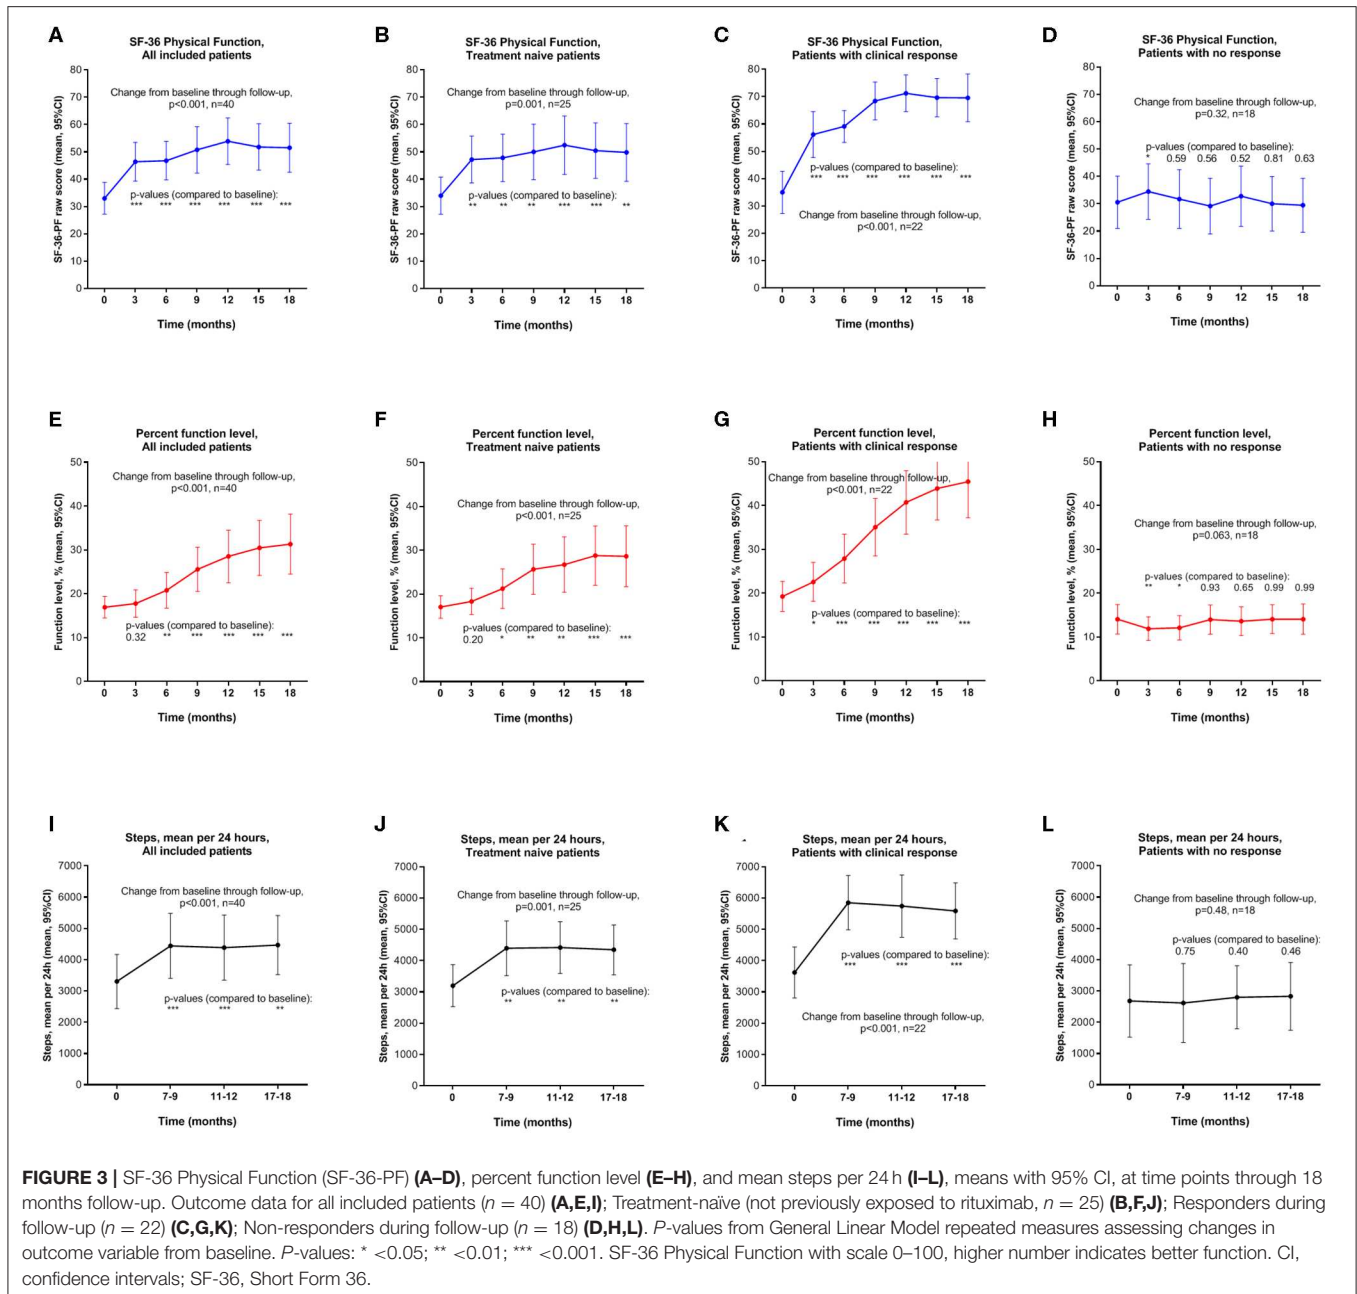 A
SF-36 Physical Function,
All included patients
Change from baseline through follow-up,
p<0.001, n=40
p-values (compared to baseline):
*** *** *** *** *** ***
SF-36-PF raw score (mean, 95%CI)
80
70
60
50
40
30
20
10
0
0 3 6 9 12 15 18
Time (months)
B
SF-36 Physical Function,
Treatment naive patients
Change from baseline through follow-up,
p=0.001, n=25
p-values (compared to baseline):
** ** ** *** *** **
SF-36-PF raw score (mean, 95%CI)
80
70
60
50
40
30
20
10
0
0 3 6 9 12 15 18
Time (months)
C
SF-36 Physical Function,
Patients with clinical response
p-values (compared to baseline):
*** *** *** *** *** ***
Change from baseline through follow-up,
p<0.001, n=22
SF-36-PF raw score (mean, 95%CI)
80
70
60
50
40
30
20
10
0
0 3 6 9 12 15 18
Time (months)
D
SF-36 Physical Function,
Patients with no response
Change from baseline through follow-up,
p=0.32, n=18
p-values (compared to baseline):
* 0.59 0.56 0.52 0.81 0.63
SF-36-PF raw score (mean, 95%CI)
80
70
60
50
40
30
20
10
0
0 3 6 9 12 15 18
Time (months)
E
Percent function level,
All included patients
Change from baseline through follow-up,
p<0.001, n=40
p-values (compared to baseline):
0.32 ** *** *** *** ***
Function level, % (mean, 95%CI)
50
40
30
20
10
0
0 3 6 9 12 15 18
Time (months)
F
Percent function level,
Treatment naive patients
Change from baseline through follow-up,
p<0.001, n=25
p-values (compared to baseline):
0.20 * ** ** *** ***
Function level, % (mean, 95%CI)
50
40
30
20
10
0
0 3 6 9 12 15 18
Time (months)
G
Percent function level,
Patients with clinical response
Change from baseline through follow-up,
p<0.001, n=22
p-values (compared to baseline):
* *** *** *** *** ***
Function level, % (mean, 95%CI)
50
40
30
20
10
0
0 3 6 9 12 15 18
Time (months)
H
Percent function level,
Patients with no response
Change from baseline through follow-up,
p=0.063, n=18
p-values (compared to baseline):
** * 0.93 0.65 0.99 0.99
Function level, % (mean, 95%CI)
50
40
30
20
10
0
0 3 6 9 12 15 18
Time (months)
I
Steps, mean per 24 hours,
All included patients
Change from baseline through follow-up,
p<0.001, n=40
p-values (compared to baseline):
*** *** **
Steps, mean per 24h (mean, 95%CI)
7000
6000
5000
4000
3000
2000
1000
0
0 7-9 11-12 17-18
Time (months)
J
Steps, mean per 24 hours,
Treatment naive patients
Change from baseline through follow-up,
p=0.001, n=25
p-values (compared to baseline):
** ** **
Steps, mean per 24h (mean, 95%CI)
7000
6000
5000
4000
3000
2000
1000
0
0 7-9 11-12 17-18
Time (months)
K
Steps, mean per 24 hours,
Patients with clinical response
p-values (compared to baseline):
*** *** ***
Change from baseline through follow-up,
p<0.001, n=22
Steps, mean per 24h (mean, 95%CI)
7000
6000
5000
4000
3000
2000
1000
0
0 7-9 11-12 17-18
Time (months)
L
Steps, mean per 24 hours,
Patients with no response
Change from baseline through follow-up,
p=0.48, n=18
p-values (compared to baseline):
0.75 0.40 0.46
Steps, mean per 24h (mean, 95%CI)
7000
6000
5000
4000
3000
2000
1000
0
0 7-9 11-12 17-18
Time (months)
FIGURE 3 | SF-36 Physical Function (SF-36-PF) (A–D), percent function level (E–H), and mean steps per 24 h (I–L), means with 95% CI, at time points through 18
months follow-up. Outcome data for all included patients (n = 40) (A,E,I); Treatment-naïve (not previously exposed to rituximab, n = 25) (B,F,J); Responders during
follow-up (n = 22) (C,G,K); Non-responders during follow-up (n = 18) (D,H,L). P-values from General Linear Model repeated measures assessing changes in
outcome variable from baseline. P-values: * <0.05; ** <0.01; *** <0.001. SF-36 Physical Function with scale 0–100, higher number indicates better function. CI,
confidence intervals; SF-36, Short Form 36.